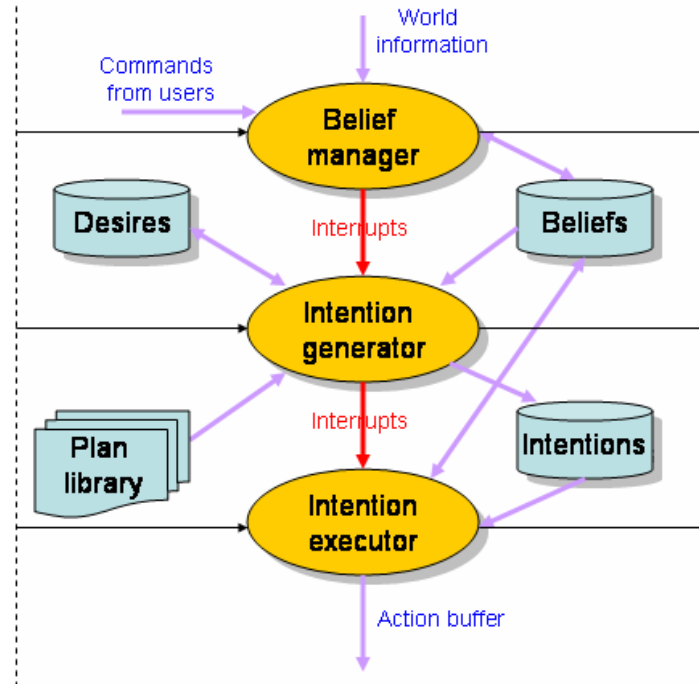 World
information
Commands
from users
Belief
manager
Desires
Interrupts
Beliefs
Intention
generator
Interrupts
Plan
library
Intentions
Intention
executor
Action buffer